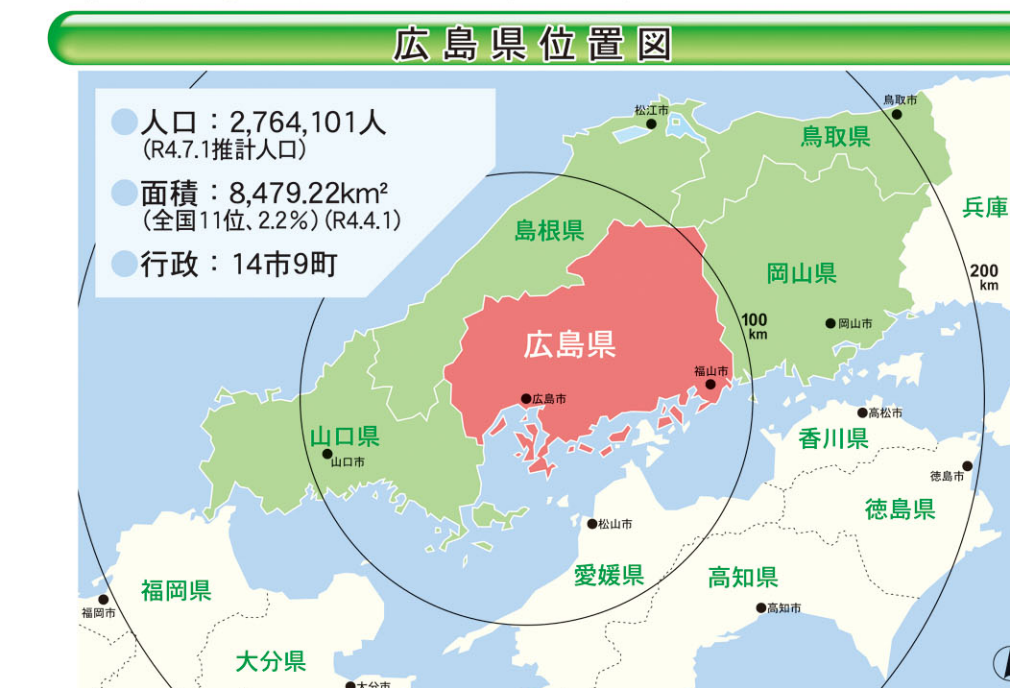 広島県位置図
●人口：2,764,101人
（R4.7.1推計人口）
●面積：8,479.22km²
（全国11位、2.2％）（R4.4.1）
●行政：14市9町
松江市
鳥取市
鳥取県
兵庫
島根県
岡山県
200
km
100
km
岡山市
広島県
福山市
広島市
高松市
山口県
香川県
山口市
徳島市
徳島県
松山市
愛媛県
高知県
福岡県
福岡市
高知市
大分県
大分市